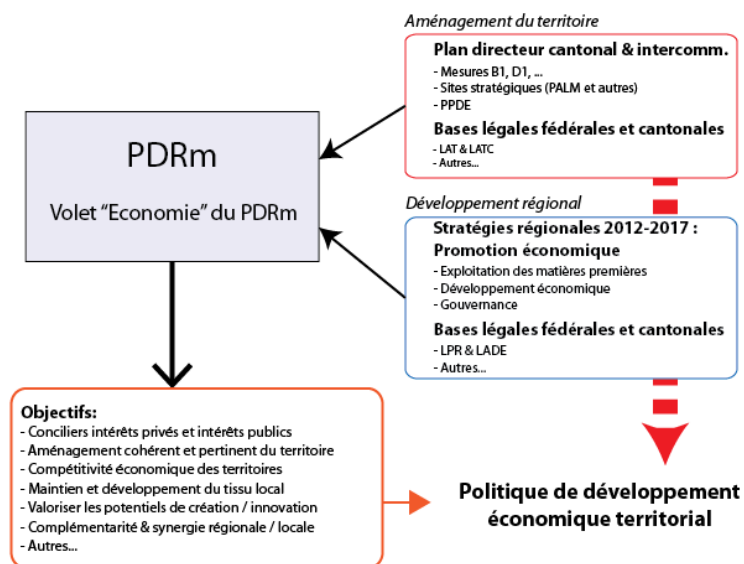 Aménagement du territoire
Plan directeur cantonal & intercomm.
- Mesures B1, D1, ...
- Sites stratégiques (PALM et autres)
- PPDE
Bases légales fédérales et cantonales
- LAT & LATC
- Autres...
PDRm
Volet "Economie" du PDRm
Développement régional
Stratégies régionales 2012-2017 :
Promotion économique
- Exploitation des matières premières
- Développement économique
- Gouvernance
Bases légales fédérales et cantonales
- LPR & LADE
- Autres...
Objectifs:
- Conciliers intérêts privés et intérêts publics
- Aménagement cohérent et pertinent du territoire
- Compétitivité économique des territoires
- Maintien et développement du tissu local
- Valoriser les potentiels de création / innovation
- Complémentarité & synergie régionale / locale
- Autres...
Politique de développement
économique territorial